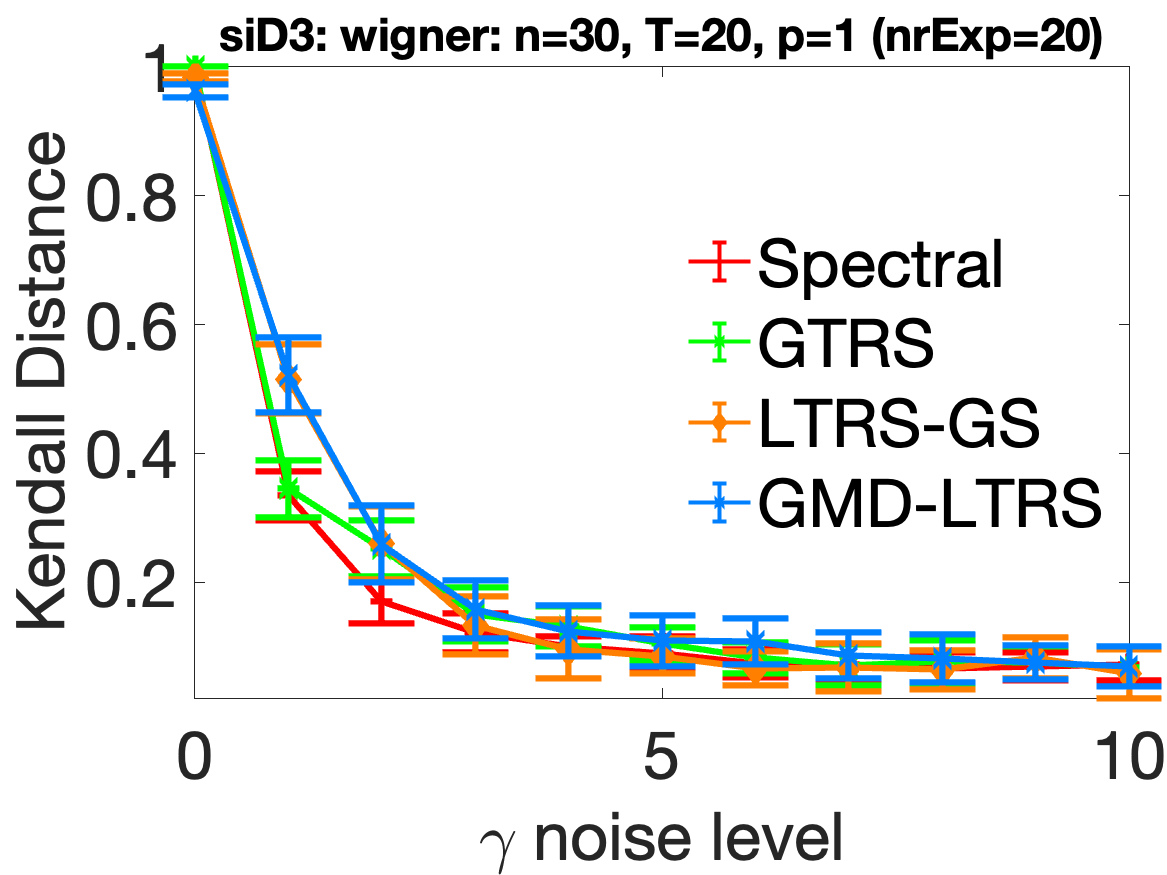 siD3: wigner: n=30, T=20, p=1 (nrExp=20)
1
0.8
0.6
0.4
0.2
Kendall Distance
Spectral
GTRS
LTRS-GS
GMD-LTRS
0 5 10
γ noise level